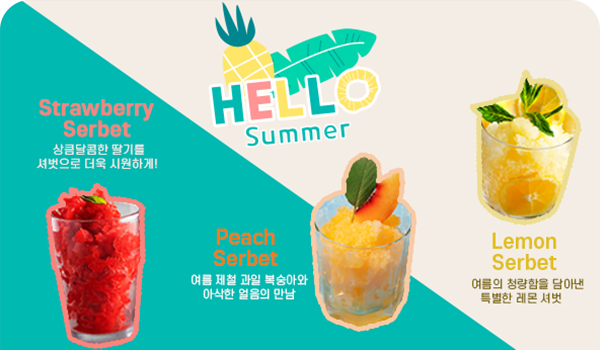 HELLO
Summer
Strawberry
Serbet
상큼달콤한 딸기를
셔벗으로 더욱 시원하게!
Peach
Serbet
여름 제철 과일 복숭아와
아삭한 얼음의 만남
Lemon
Serbet
여름의 청량함을 담아낸
특별한 레몬 셔벗